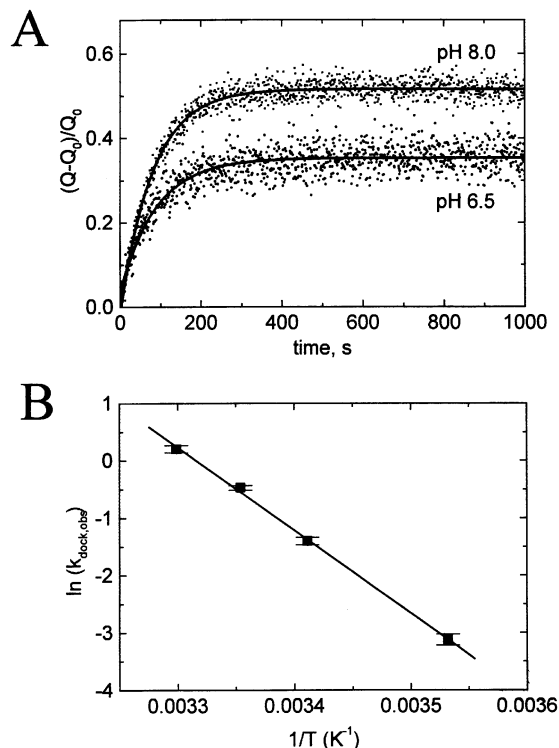 A
0.6
0.4
0.2
0.0
(Q-Q₀)/Q₀
pH 8.0
pH 6.5
0 200 400 600 800 1000
time, s
B
1
0
-1
-2
-3
-4
ln (k_dock,obs)
0.0033 0.0034 0.0035 0.0036
1/T (K⁻¹)